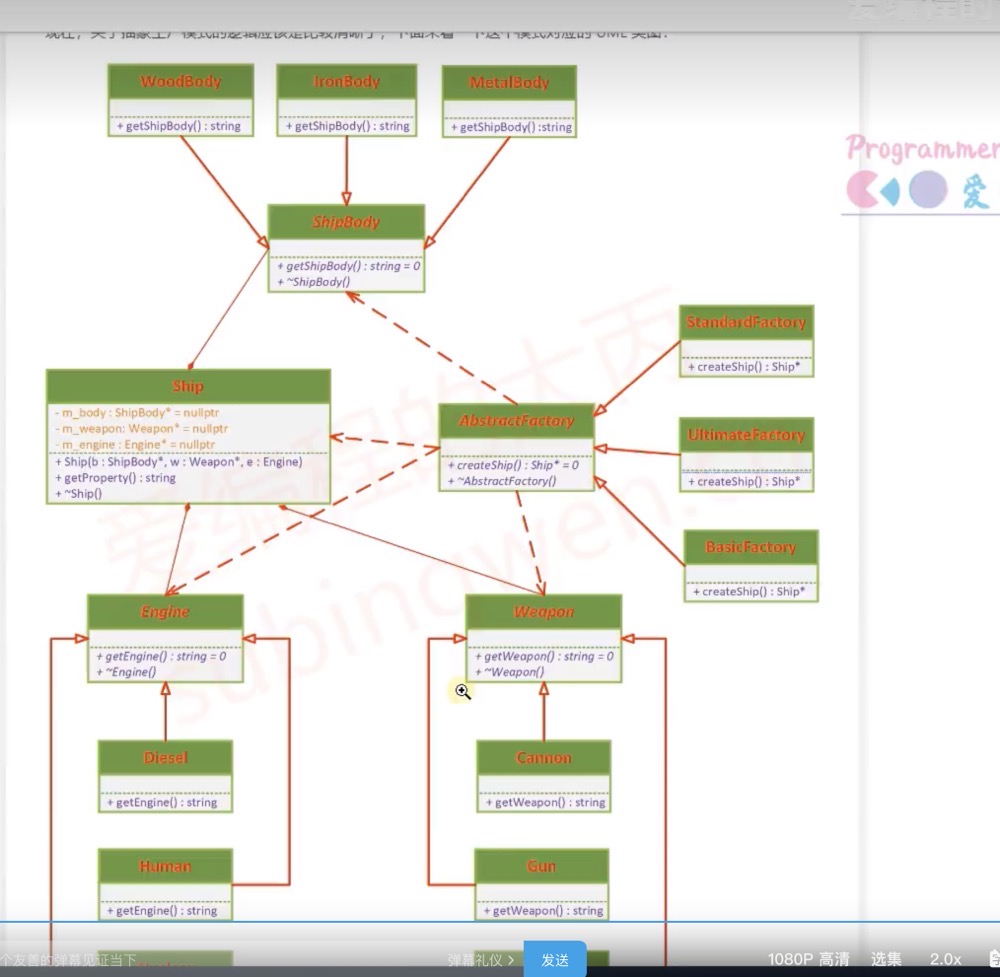 现在，关于抽象工厂模式的逻辑应该是比较清晰了，下面来看一下这个模式对应的 UML 类图：
WoodBody
IronBody
MetalBody
+ getShipBody() : string
+ getShipBody() : string
+ getShipBody() :string
Programmer
爱
ShipBody
+ getShipBody() : string = 0
+ ~ShipBody()
StandardFactory
+ createShip() : Ship*
Ship
- m_body : ShipBody* = nullptr
- m_weapon: Weapon* = nullptr
- m_engine : Engine* = nullptr
+ Ship(b : ShipBody*, w : Weapon*, e : Engine)
+ getProperty() : string
+ ~Ship()
AbstractFactory
+ createShip() : Ship* = 0
+ ~AbstractFactory()
UltimateFactory
+ createShip() : Ship*
BasicFactory
+ createShip() : Ship*
爱编程的大丙
subingwen.
Engine
+ getEngine() : string = 0
+ ~Engine()
Weapon
+ getWeapon() : string = 0
+ ~Weapon()
Diesel
+ getEngine() : string
Cannon
+ getWeapon() : string
Human
+ getEngine() : string
Gun
+ getWeapon() : string
个友善的弹幕见证当下
弹幕礼仪 >
发送
1080P 高清
选集
2.0x